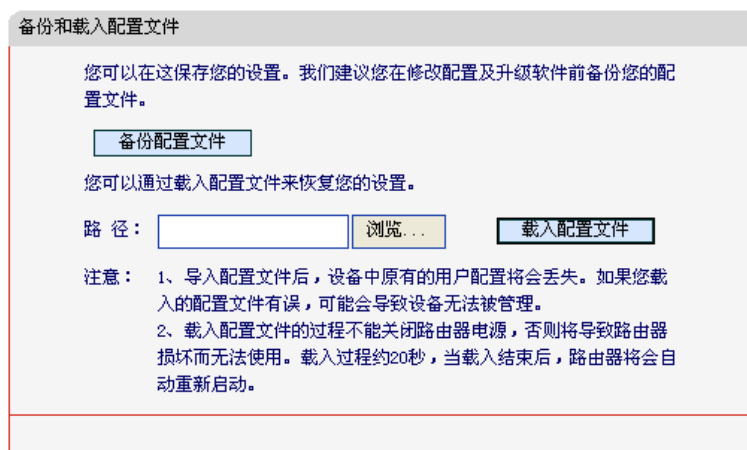 备份和载入配置文件
您可以在这保存您的设置。我们建议您在修改配置及升级软件前备份您的配
置文件。
备份配置文件
您可以通过载入配置文件来恢复您的设置。
路 径： 浏览... 载入配置文件
注意： 1、导入配置文件后，设备中原有的用户配置将会丢失。如果您载
入的配置文件有误，可能会导致设备无法被管理。
2、载入配置文件的过程不能关闭路由器电源，否则将导致路由器
损坏而无法使用。载入过程约20秒，当载入结束后，路由器将会自
动重新启动。